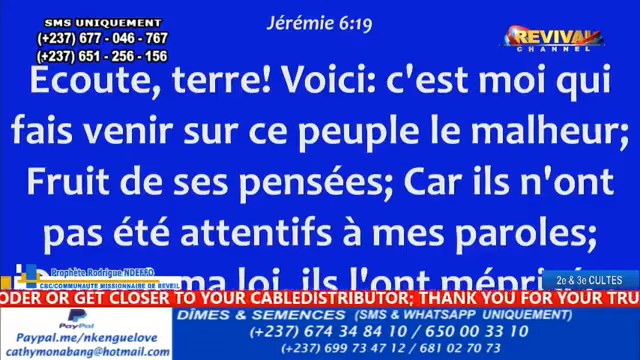 SMS UNIQUEMENT
(+237) 677 - 046 - 767
(+237) 651 - 256 - 156
Jérémie 6:19
REVIVAL
CHANNEL
Ecoute, terre! Voici: c'est moi qui
fais venir sur ce peuple le malheur;
Fruit de ses pensées; Car ils n'ont
pas été attentifs à mes paroles;
ma loi, ils l'ont
Prophète Rodrigue NDEFFO
CBC/COMMUNAUTE MISSIONNAIRE DE REVEIL
2e & 3e CULTES
ODER OR GET CLOSER TO YOUR CABLEDISTRIBUTOR; THANK YOU FOR YOUR TRU
PayPal
Paypal.me/nkenguelove
cathymonabang@hotmail.com
DÎMES & SEMENCES (SMS & WHATSAPP UNIQUEMENT)
(+237) 674 34 84 10 / 650 00 33 10
(+237) 699 73 47 12 / 681 02 70 73